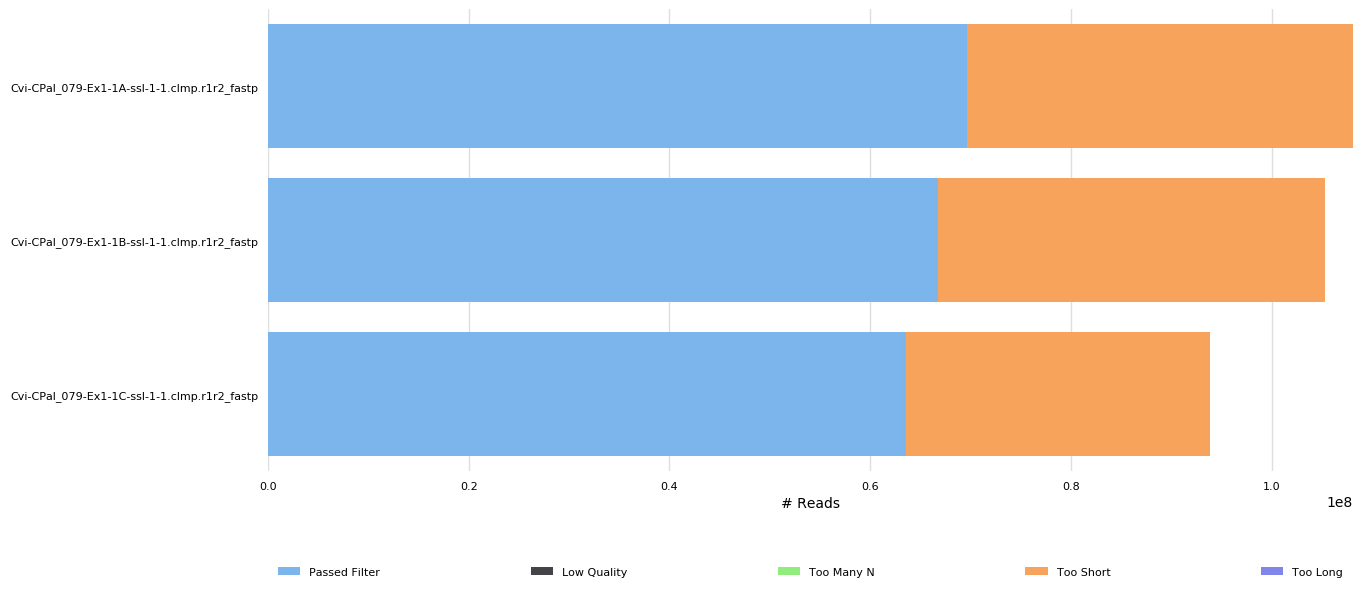 Cvi-CPal_079-Ex1-1A-ssl-1-1.clmp.r1r2_fastp
Cvi-CPal_079-Ex1-1B-ssl-1-1.clmp.r1r2_fastp
Cvi-CPal_079-Ex1-1C-ssl-1-1.clmp.r1r2_fastp
0.0 0.2 0.4 0.6 0.8 1.0
# Reads 1e8
Passed Filter Low Quality Too Many N Too Short Too Long